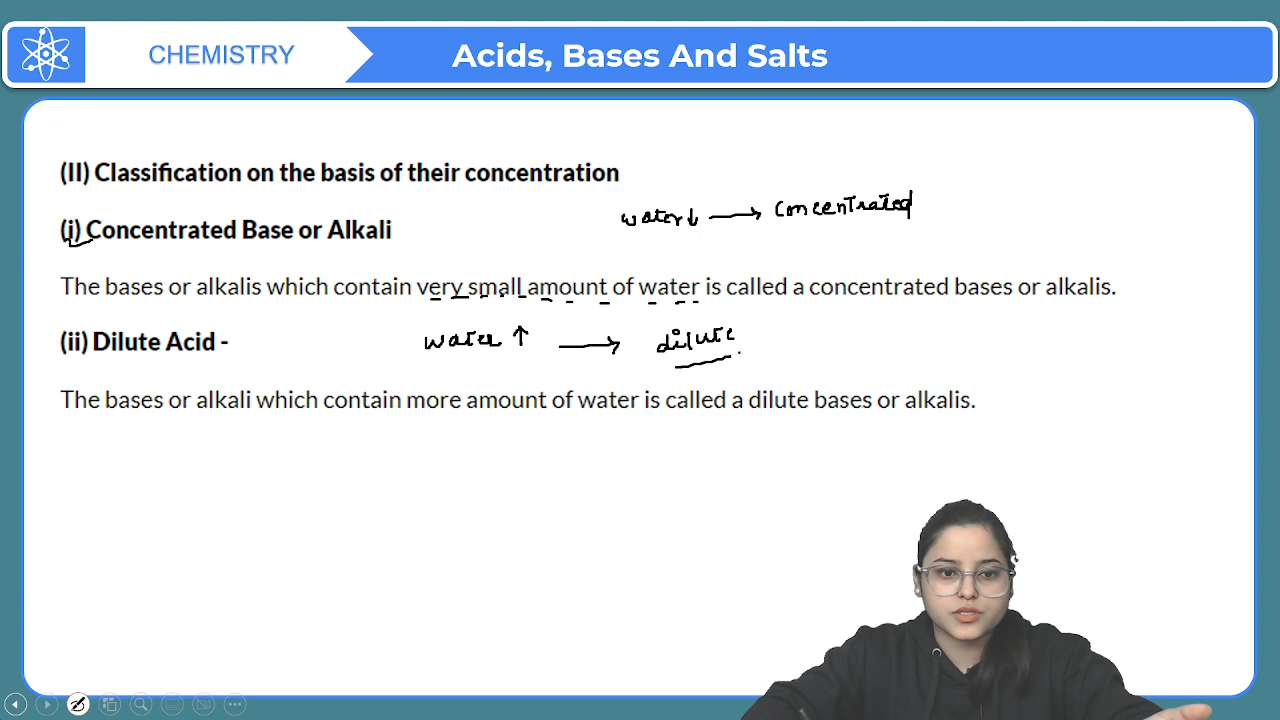 CHEMISTRY
Acids, Bases And Salts
(II) Classification on the basis of their concentration
water↓ → concentrated
(i) Concentrated Base or Alkali
The bases or alkalis which contain very small amount of water is called a concentrated bases or alkalis.
(ii) Dilute Acid -
water ↑ → dilute
The bases or alkali which contain more amount of water is called a dilute bases or alkalis.